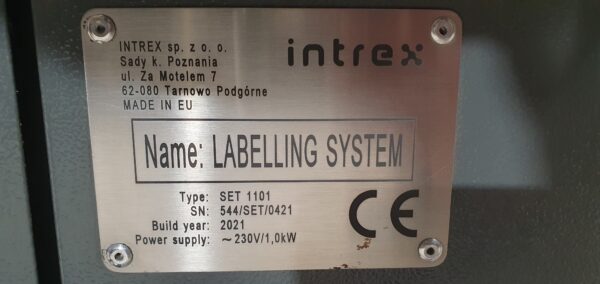 INTREX sp. z o. o.
Sady k. Poznania
ul. Za Motelem 7
62-080 Tarnowo Podgórne
MADE IN EU
intrex
Name: LABELLING SYSTEM
Type: SET 1101
SN: 544/SET/0421
Build year: 2021
Power supply: ~230V/1,0kW
CE